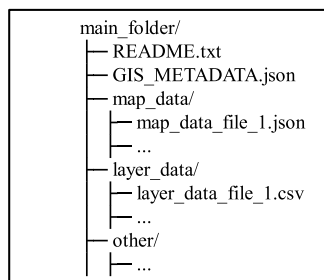 main_folder/
README.txt
GIS_METADATA.json
map_data/
map_data_file_1.json
...
layer_data/
layer_data_file_1.csv
...
other/
...